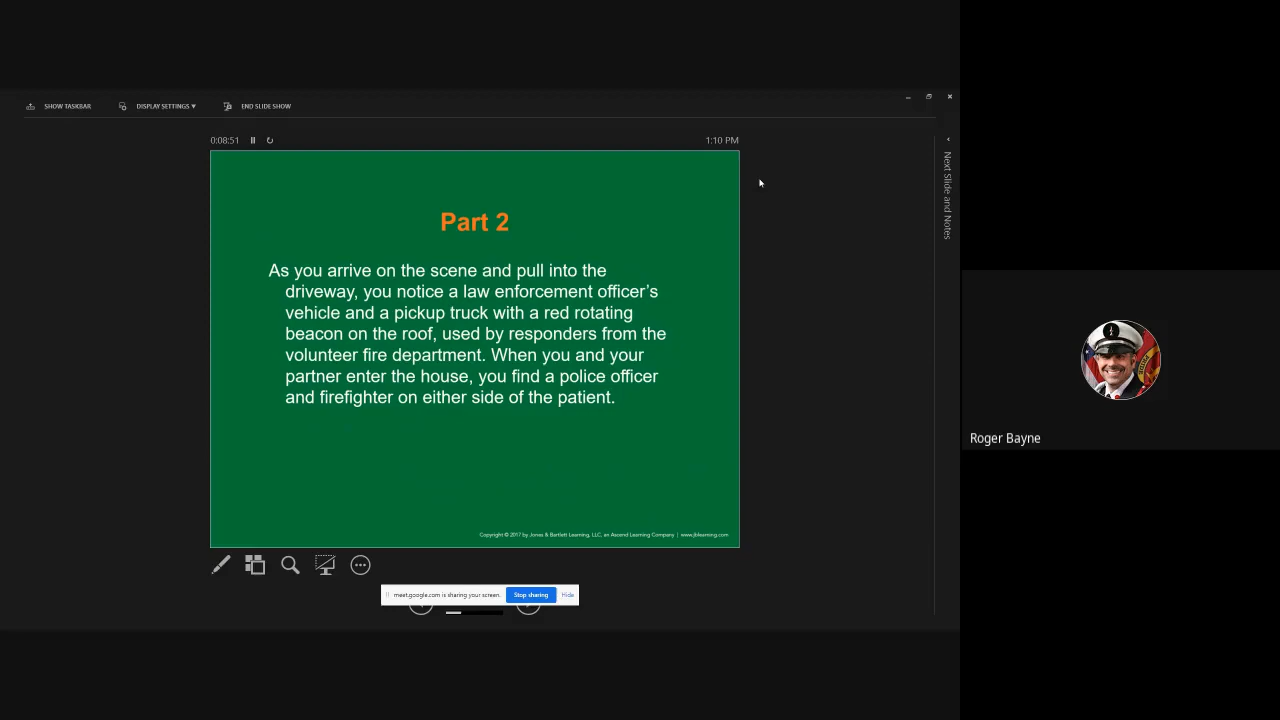 SHOW TASKBAR
DISPLAY SETTINGS ▼
END SLIDE SHOW
0:08:51
1:10 PM
Part 2
As you arrive on the scene and pull into the
driveway, you notice a law enforcement officer’s
vehicle and a pickup truck with a red rotating
beacon on the roof, used by responders from the
volunteer fire department. When you and your
partner enter the house, you find a police officer
and firefighter on either side of the patient.
Copyright © 2017 by Jones & Bartlett Learning, LLC, an Ascend Learning Company | www.jblearning.com
meet.google.com is sharing your screen.
Stop sharing
Hide
Next Slide and Notes
Roger Bayne